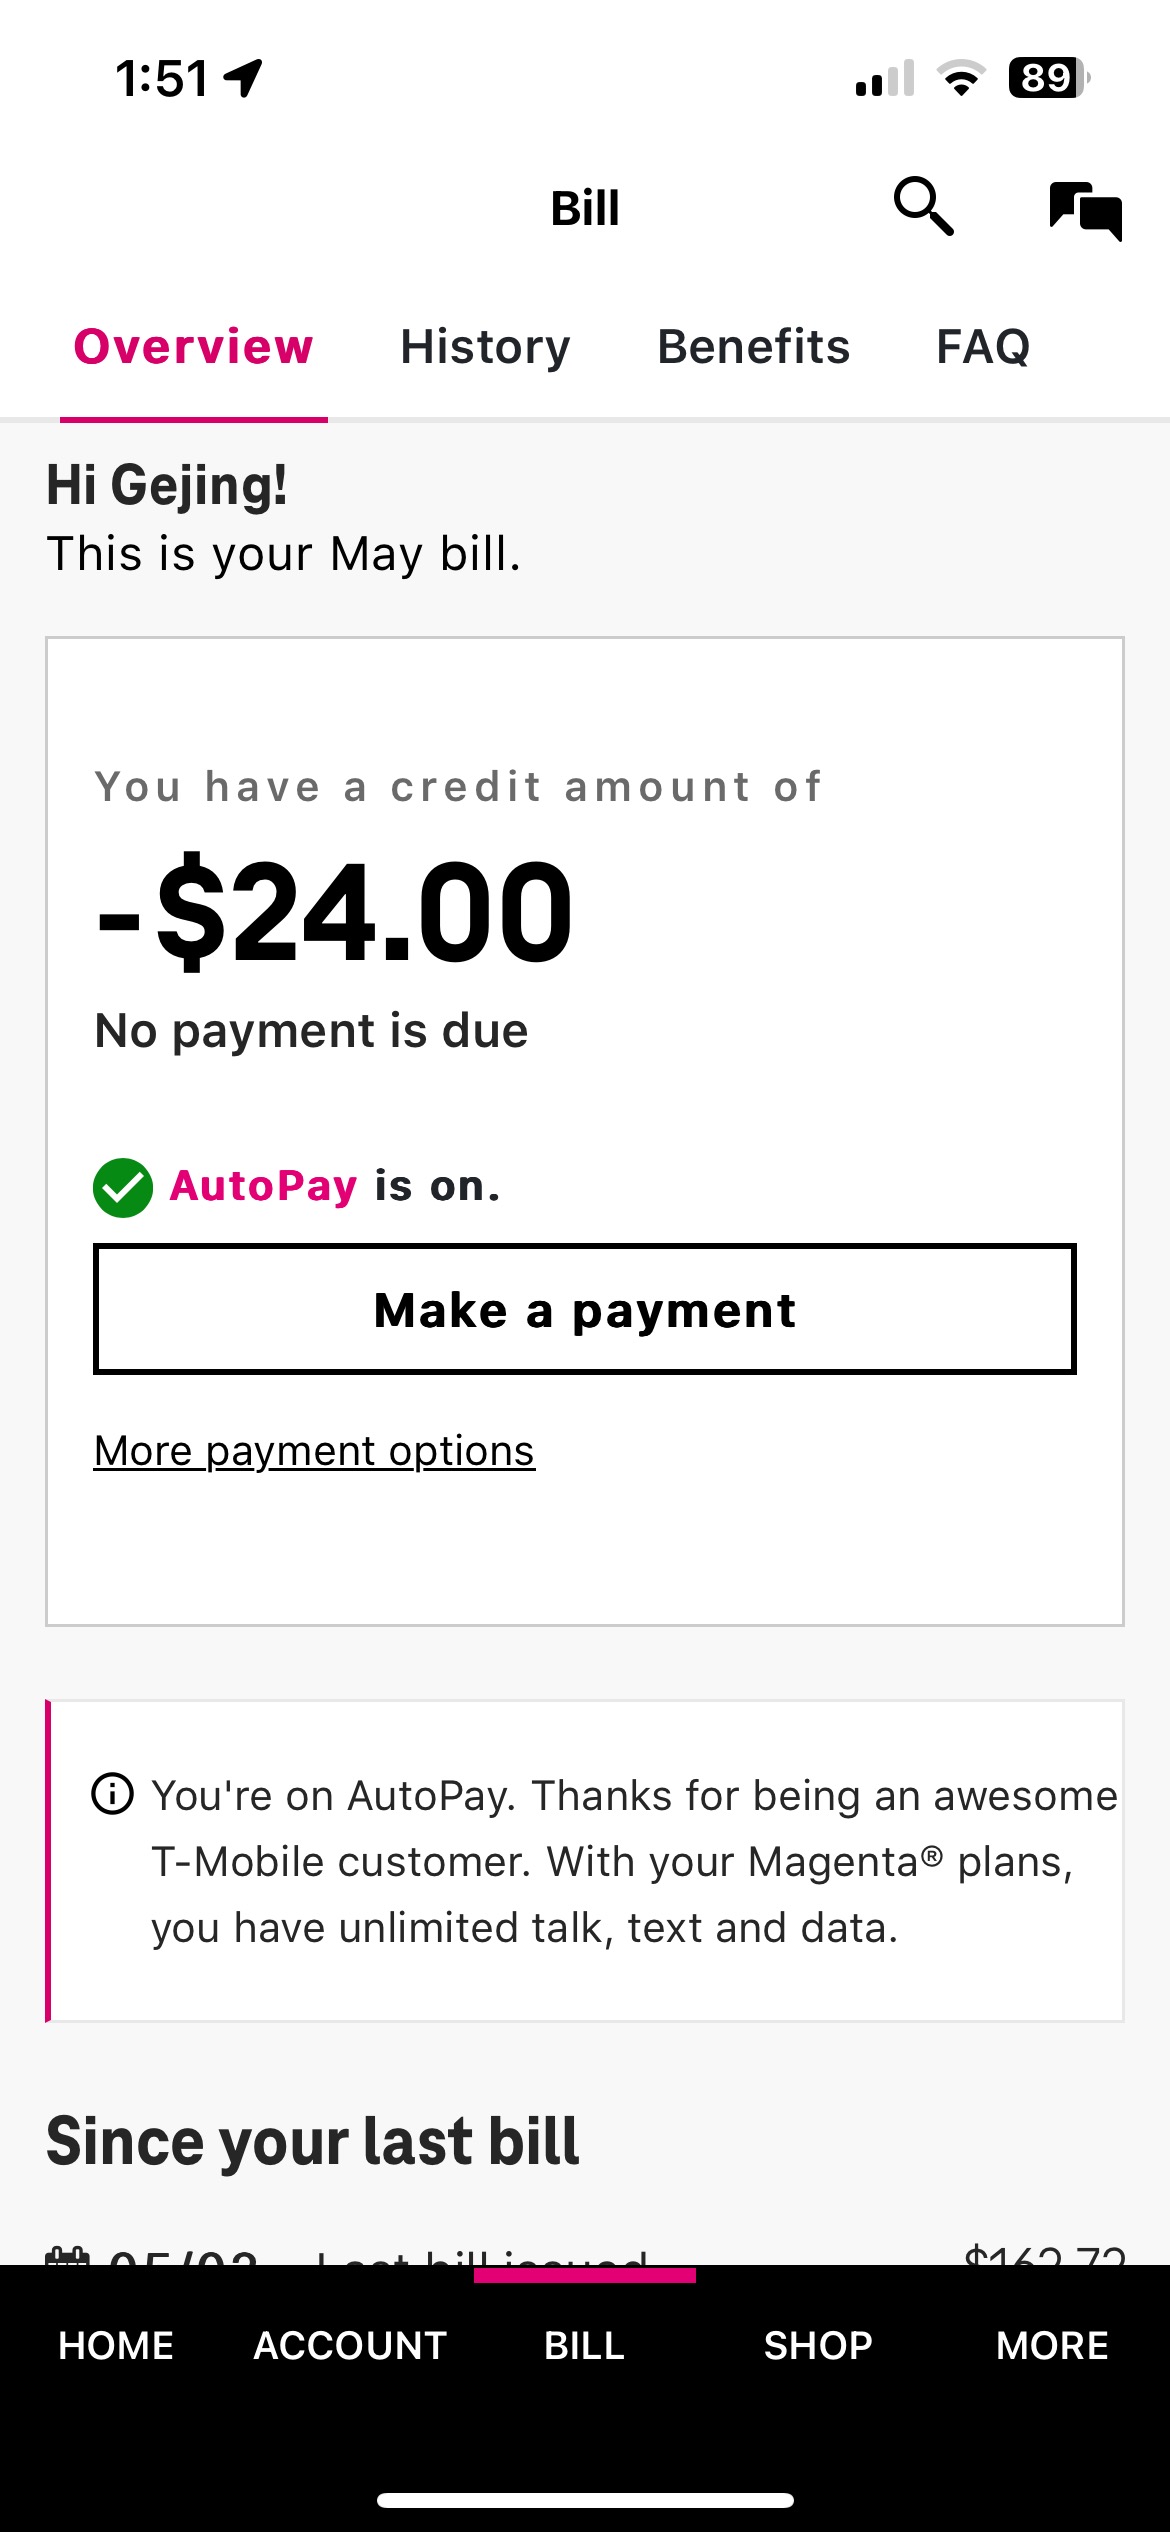 1:51
89
Bill
Overview History Benefits FAQ
Hi Gejing!
This is your May bill.
You have a credit amount of
-$24.00
No payment is due
AutoPay is on.
Make a payment
More payment options
You're on AutoPay. Thanks for being an awesome
T-Mobile customer. With your Magenta® plans,
you have unlimited talk, text and data.
Since your last bill
Last bill issued
HOME ACCOUNT BILL SHOP MORE